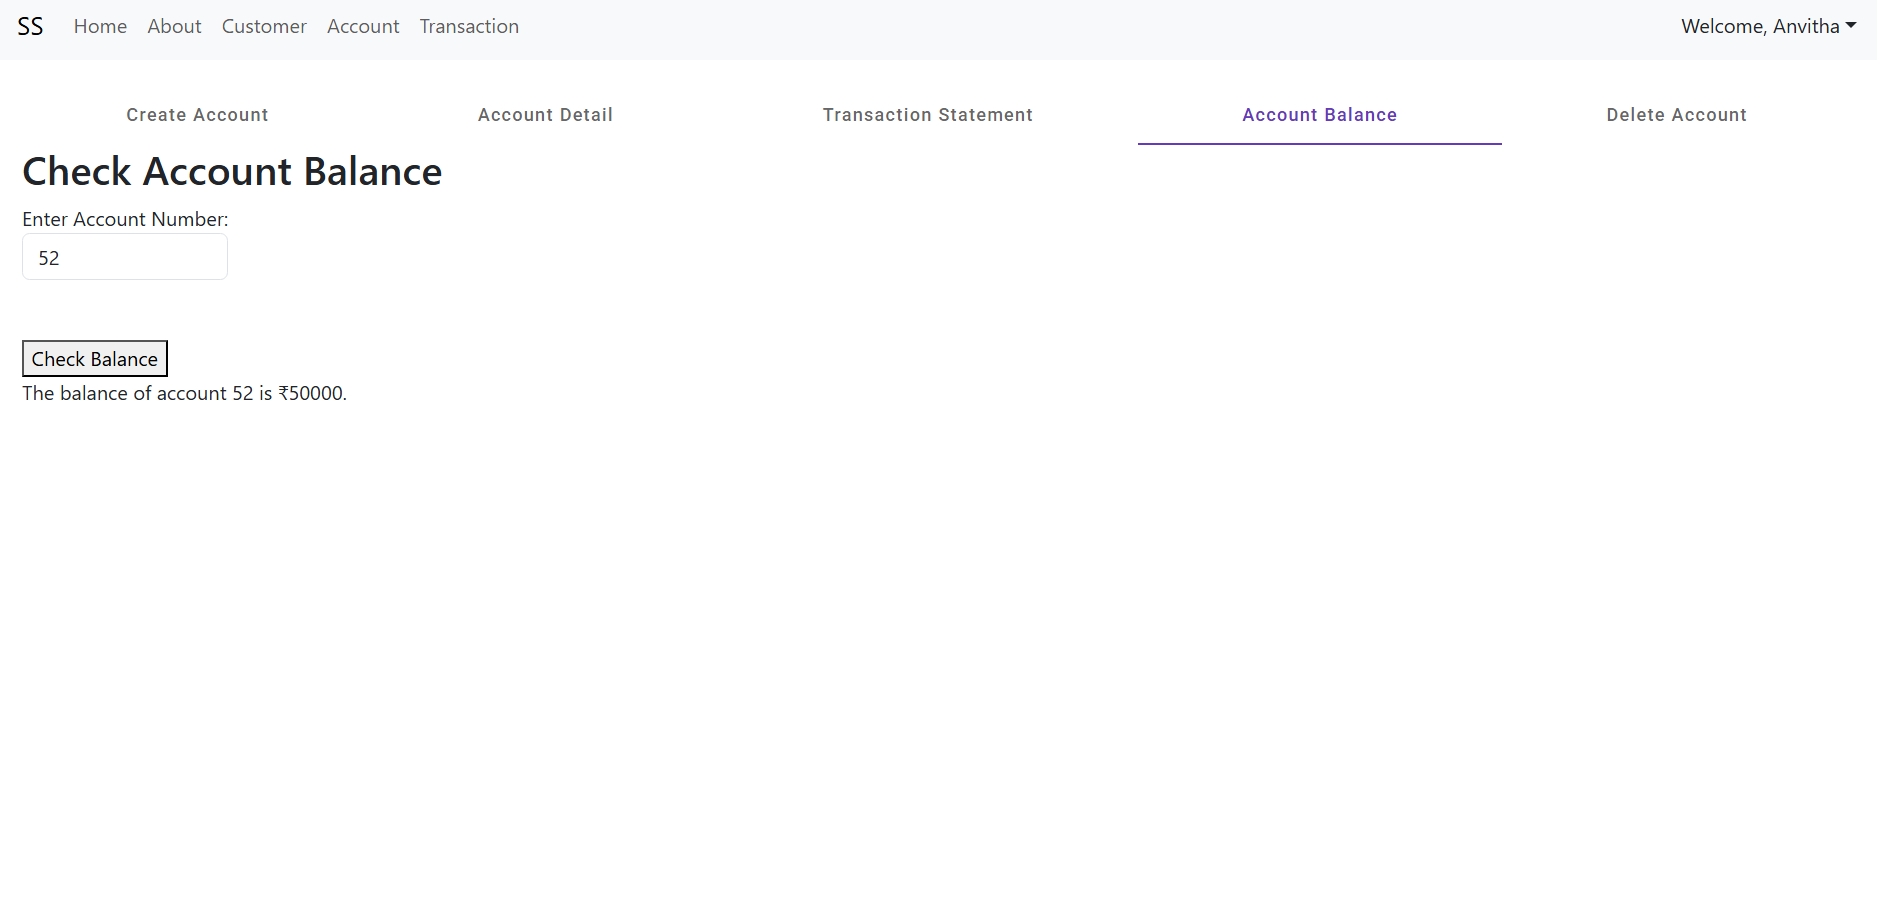 SS Home About Customer Account Transaction Welcome, Anvitha
Create Account Account Detail Transaction Statement Account Balance Delete Account
Check Account Balance
Enter Account Number:
52
Check Balance
The balance of account 52 is ₹50000.